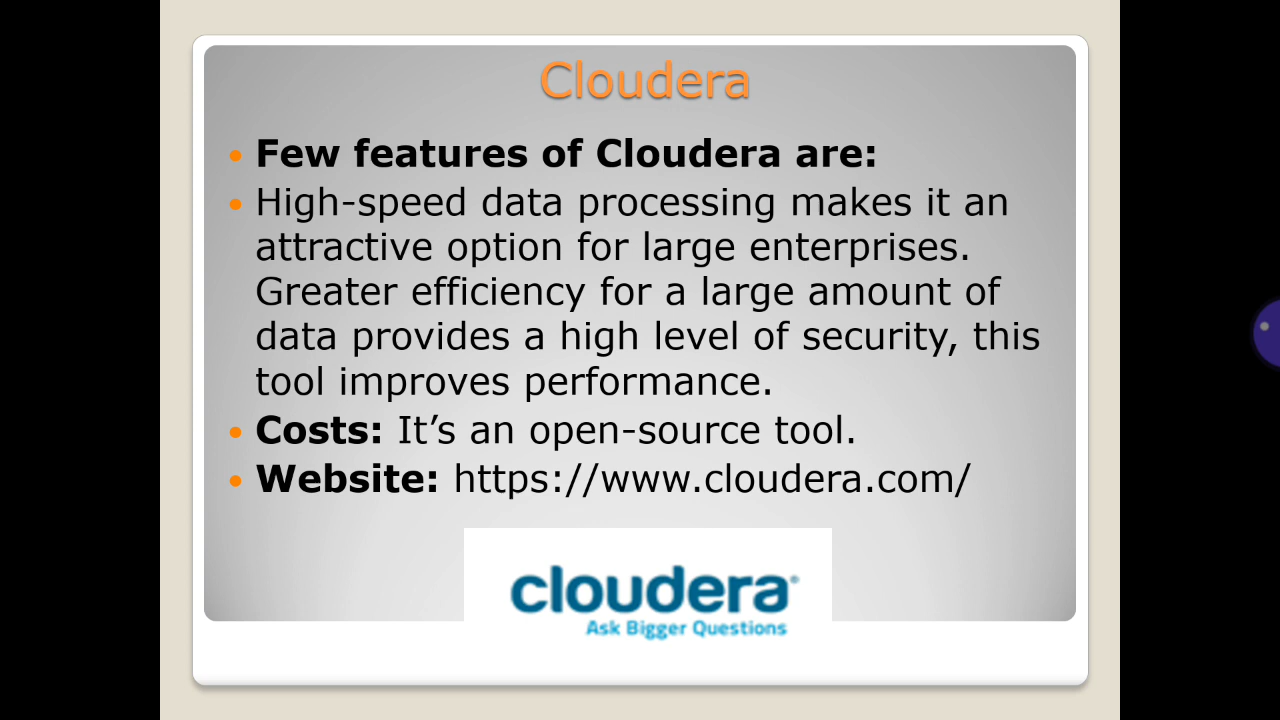 Cloudera
Few features of Cloudera are:
High-speed data processing makes it an
attractive option for large enterprises.
Greater efficiency for a large amount of
data provides a high level of security, this
tool improves performance.
Costs: It’s an open-source tool.
Website: https://www.cloudera.com/
cloudera®
Ask Bigger Questions